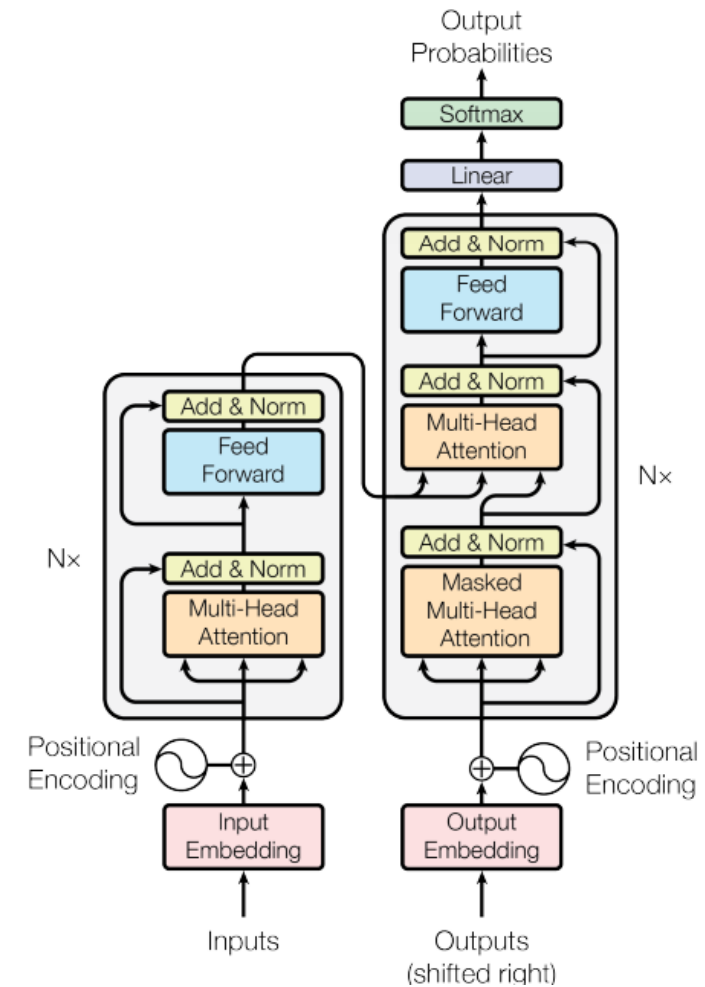 Output
Probabilities
Softmax
Linear
Add & Norm
Feed
Forward
Add & Norm
Multi-Head
Attention
Add & Norm
Masked
Multi-Head
Attention
Nx
Positional
Encoding
Output
Embedding
Outputs
(shifted right)
Add & Norm
Feed
Forward
Add & Norm
Multi-Head
Attention
N×
Positional
Encoding
Input
Embedding
Inputs